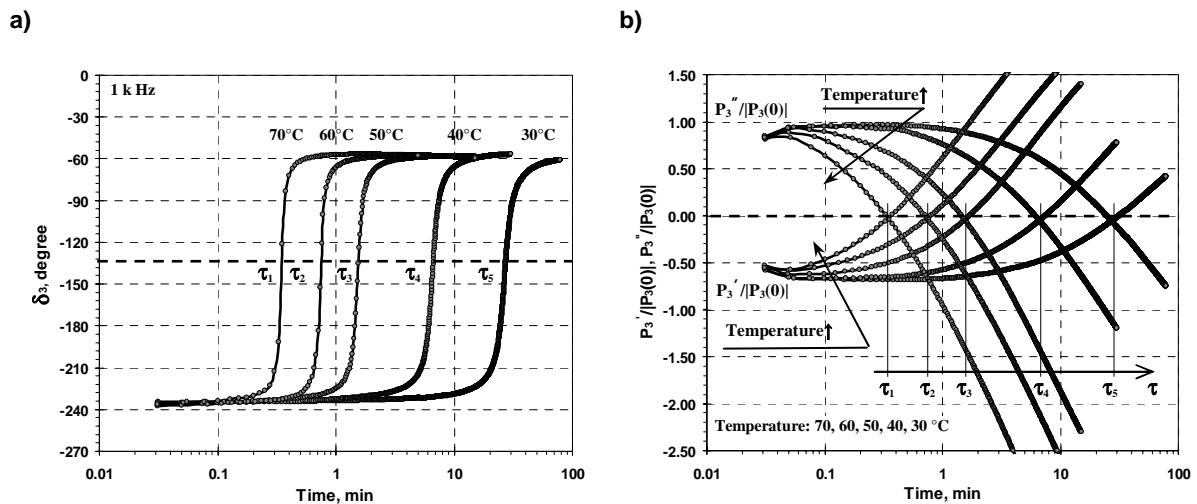 a)
b)
1 k Hz
70°C 60°C 50°C 40°C 30°C
τ1 τ2 τ3 τ4 τ5
δ3, degree
0
-30
-60
-90
-120
-150
-180
-210
-240
-270
0.01 0.1 1 10 100
Time, min
Temperature↑
P3″/|P3(0)|
P3′/|P3(0)|
Temperature↑
τ1 τ2 τ3 τ4 τ5 τ
Temperature: 70, 60, 50, 40, 30 °C
P3′/|P3(0)|, P3″/|P3(0)|
1.50
1.00
0.50
0.00
-0.50
-1.00
-1.50
-2.00
-2.50
0.01 0.1 1 10 100
Time, min